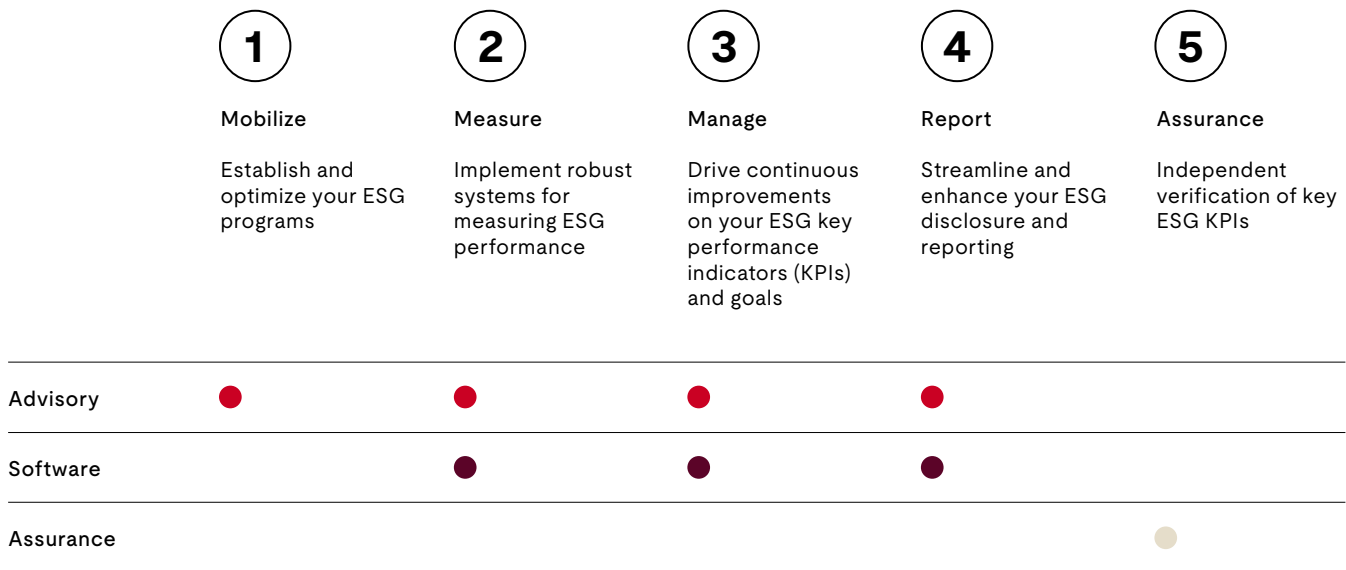 1
Mobilize
Establish and
optimize your ESG
programs
2
Measure
Implement robust
systems for
measuring ESG
performance
3
Manage
Drive continuous
improvements
on your ESG key
performance
indicators (KPIs)
and goals
4
Report
Streamline and
enhance your ESG
disclosure and
reporting
5
Assurance
Independent
verification of key
ESG KPIs
Advisory
Software
Assurance